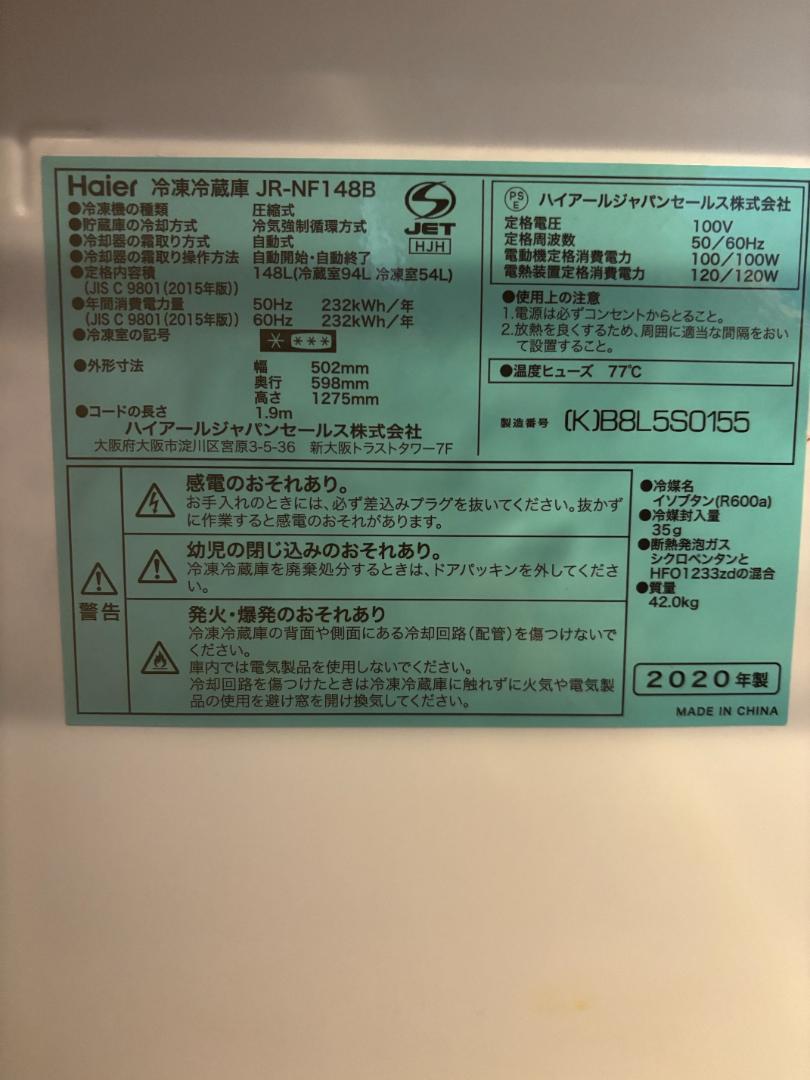 Haier 冷凍冷蔵庫 JR-NF148B
●冷凍機の種類 圧縮式
●貯蔵庫の冷却方式 冷気強制循環方式
●冷却器の霜取り方式 自動式
●冷却器の霜取り操作方法 自動開始・自動終了
●定格内容積 148L(冷蔵室94L 冷凍室54L)
(JIS C 9801(2015年版))
●年間消費電力量 50Hz 232kWh/年
(JIS C 9801(2015年版)) 60Hz 232kWh/年
●冷凍室の記号 * ***
●外形寸法 幅 502mm
奥行 598mm
高さ 1275mm
●コードの長さ 1.9m
ハイアールジャパンセールス株式会社
大阪府大阪市淀川区宮原3-5-36 新大阪トラストタワー7F
S
JET
HJH
PS
E
ハイアールジャパンセールス株式会社
定格電圧 100V
定格周波数 50/60Hz
電動機定格消費電力 100/100W
電熱装置定格消費電力 120/120W
●使用上の注意
1.電源は必ずコンセントからとること。
2.放熱を良くするため、周囲に適当な間隔をおい
て設置すること。
●温度ヒューズ 77℃
製造番号 (K)B8L5S0155
警告
感電のおそれあり。
お手入れのときには、必ず差込みプラグを抜いてください。抜かず
に作業すると感電のおそれがあります。
幼児の閉じ込みのおそれあり。
冷凍冷蔵庫を廃棄処分するときは、ドアパッキンを外してくださ
い。
発火・爆発のおそれあり
冷凍冷蔵庫の背面や側面にある冷却回路(配管)を傷つけないで
ください。
庫内では電気製品を使用しないでください。
冷却回路を傷つけたときは冷凍冷蔵庫に触れずに火気や電気製
品の使用を避け窓を開け換気してください。
●冷媒名
イソブタン(R600a)
●冷媒封入量
35g
●断熱発泡ガス
シクロペンタンと
HFO1233zdの混合
●質量
42.0kg
2020年製
MADE IN CHINA